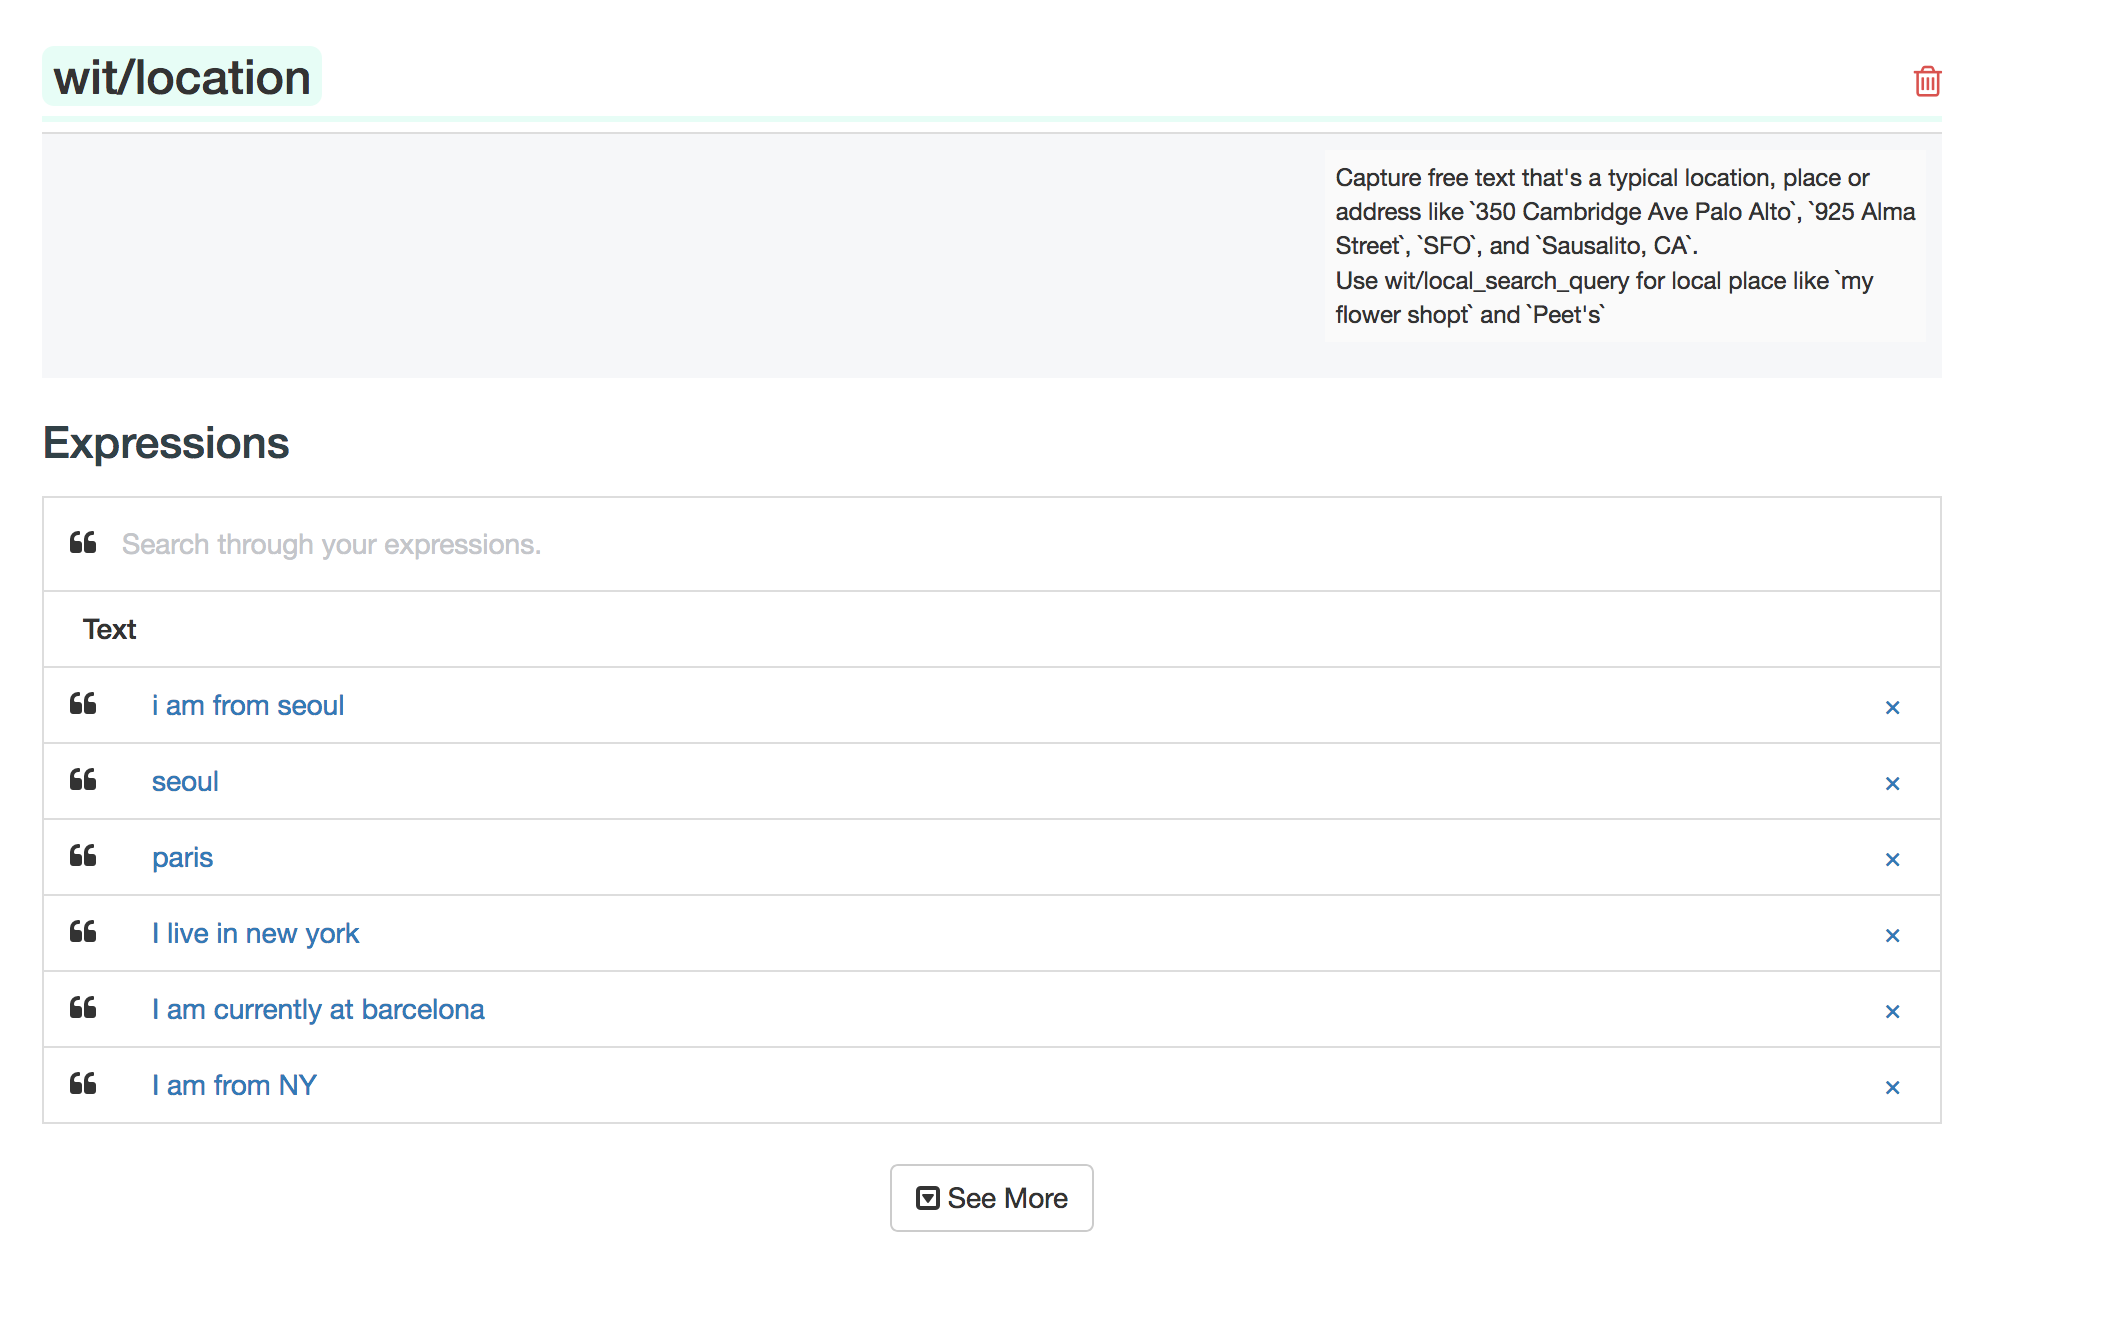 wit/location
Capture free text that's a typical location, place or
address like `350 Cambridge Ave Palo Alto`, `925 Alma
Street`, `SFO`, and `Sausalito, CA`.
Use wit/local_search_query for local place like `my
flower shopt` and `Peet's`
Expressions
Search through your expressions.
Text
i am from seoul
seoul
paris
I live in new york
I am currently at barcelona
I am from NY
See More